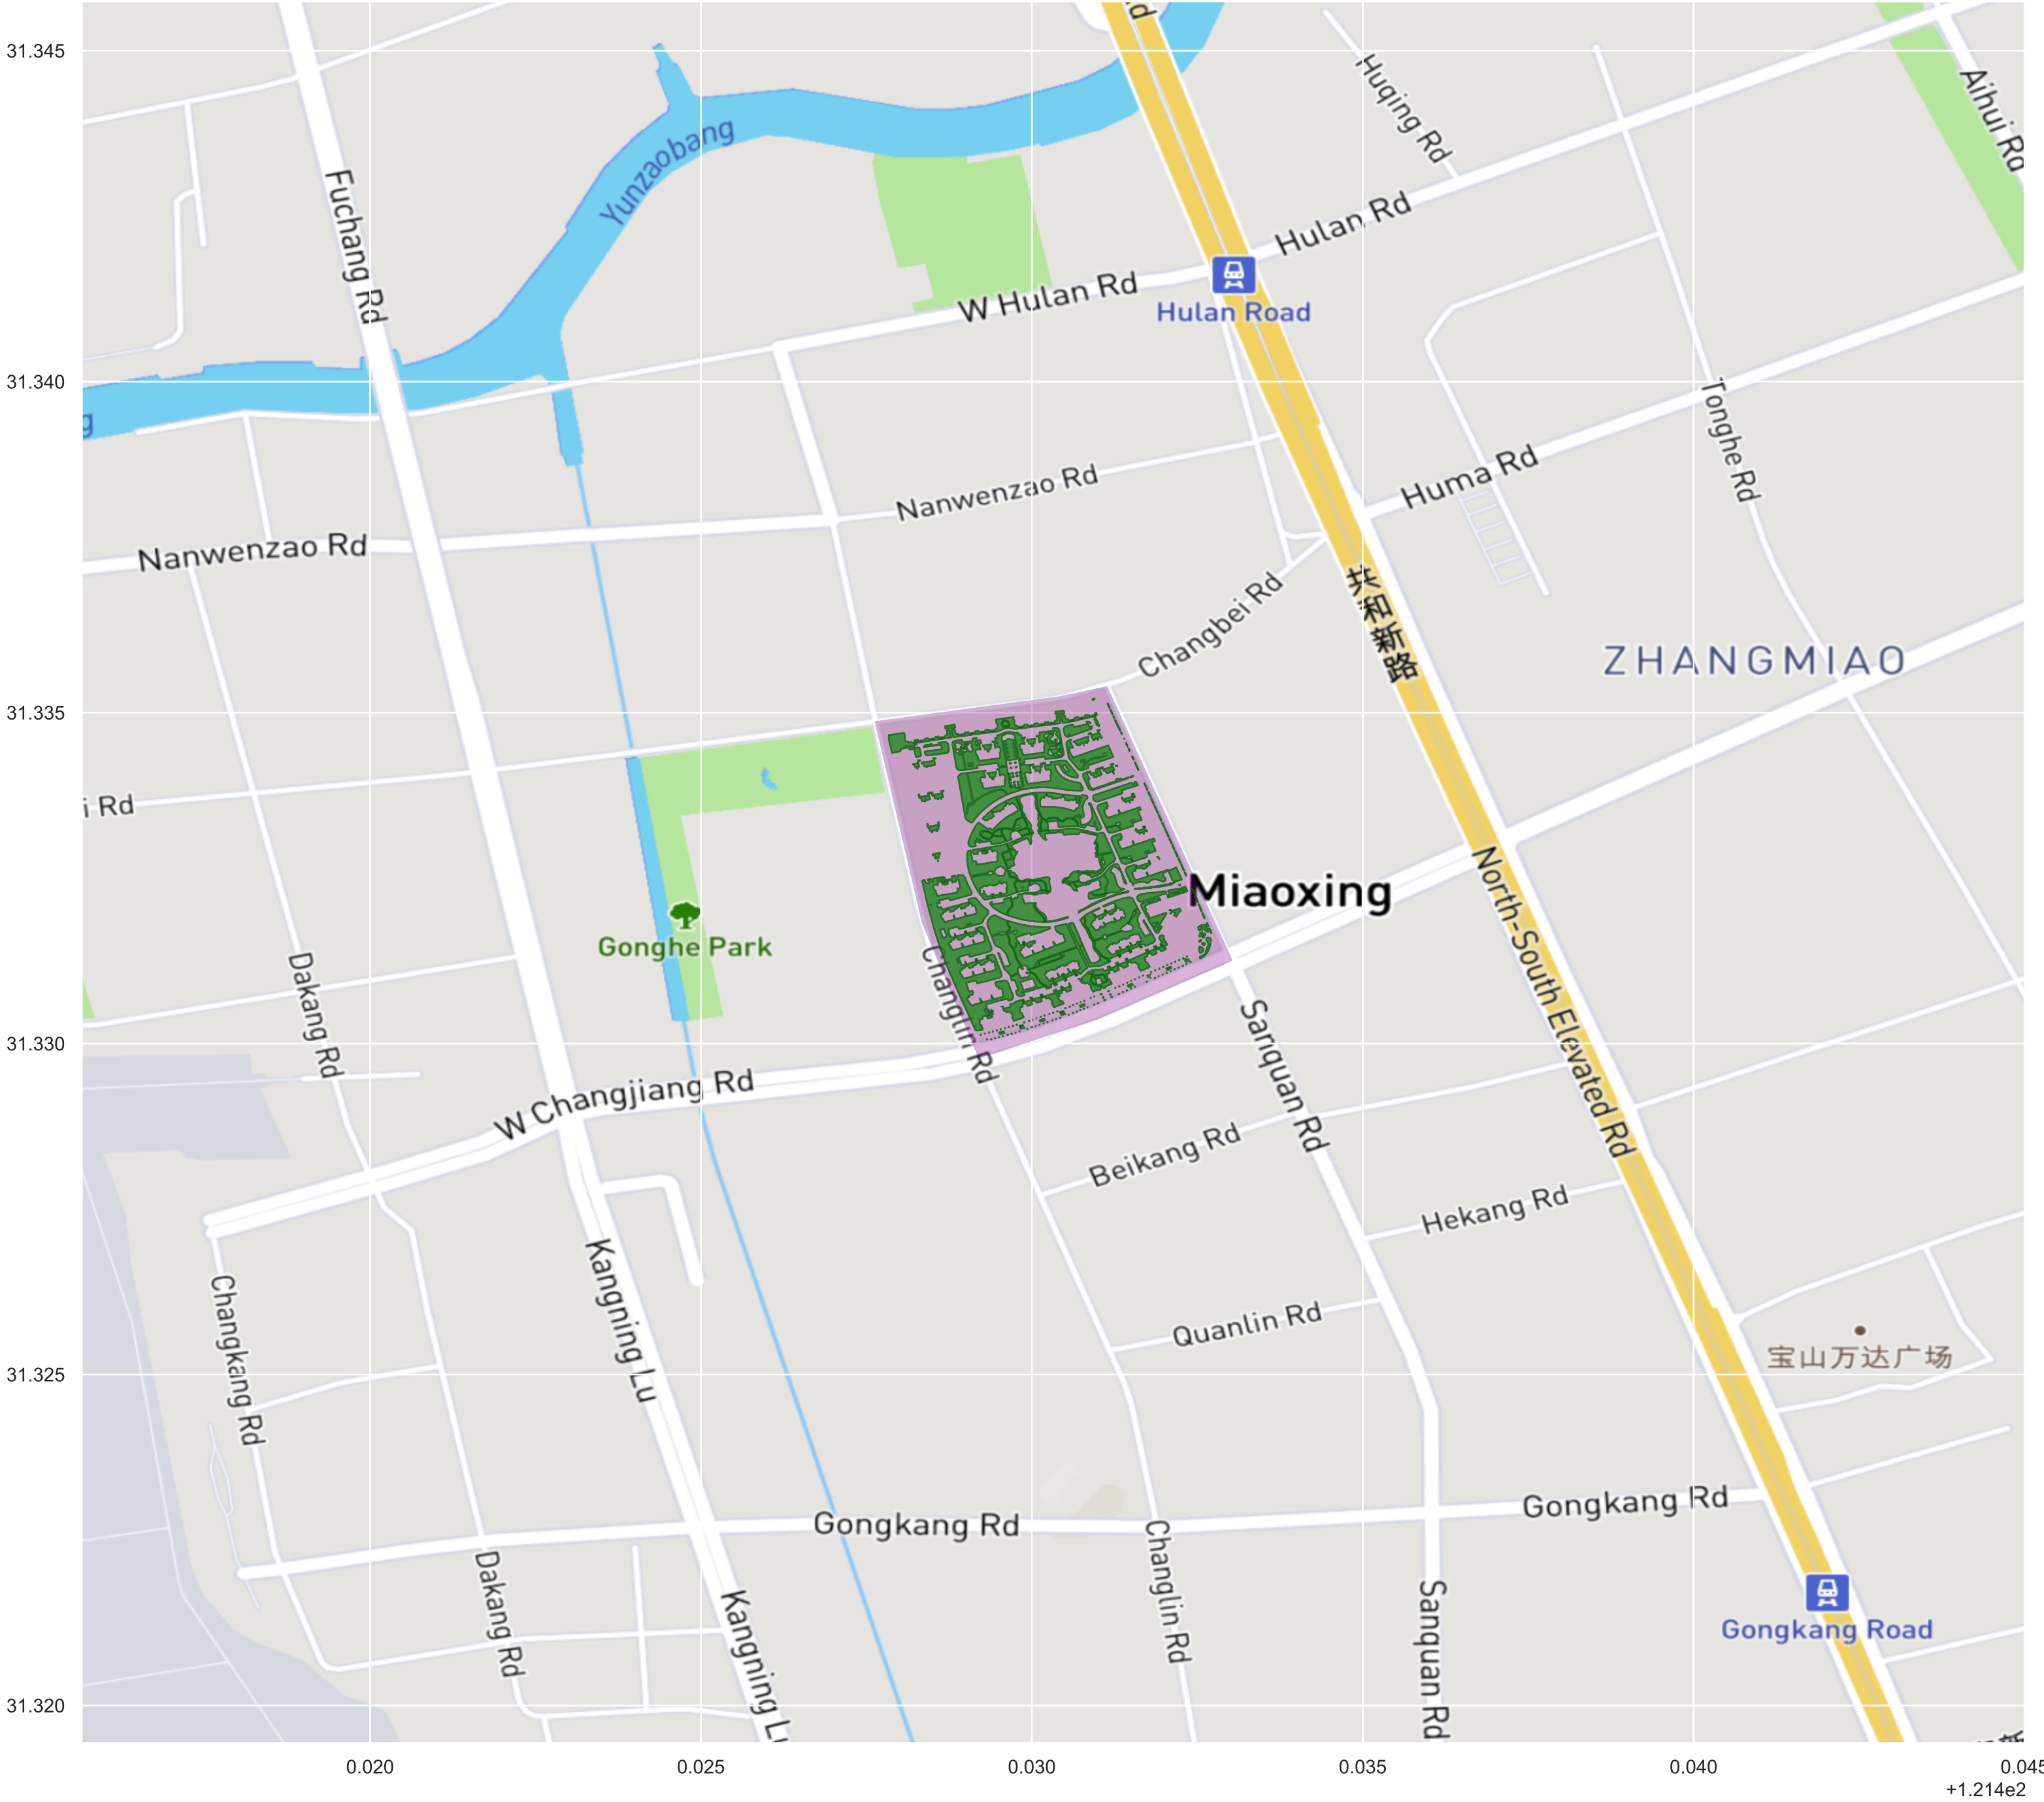 31.345
31.340
31.335
31.330
31.325
31.320
Huqing Rd
Aihui Rd
Yunzaobang
Fuchang Rd
Hulan Rd
W Hulan Rd
Hulan Road
Tonghe Rd
Huma Rd
Nanwenzao Rd
Nanwenzao Rd
共和新路
Changbei Rd
ZHANGMIAO
i Rd
Miaoxing
North-South Elevated Rd
Gonghe Park
Changlin Rd
Dakang Rd
Sanquan Rd
W Changjiang Rd
Beikang Rd
Hekang Rd
Kangning Lu
Changkang Rd
Quanlin Rd
宝山万达广场
Gongkang Rd
Gongkang Rd
Changlin Rd
Dakang Rd
Kangning Lu
Sanquan Rd
Gongkang Road
0.020
0.025
0.030
0.035
0.040
0.045
+1.214e2